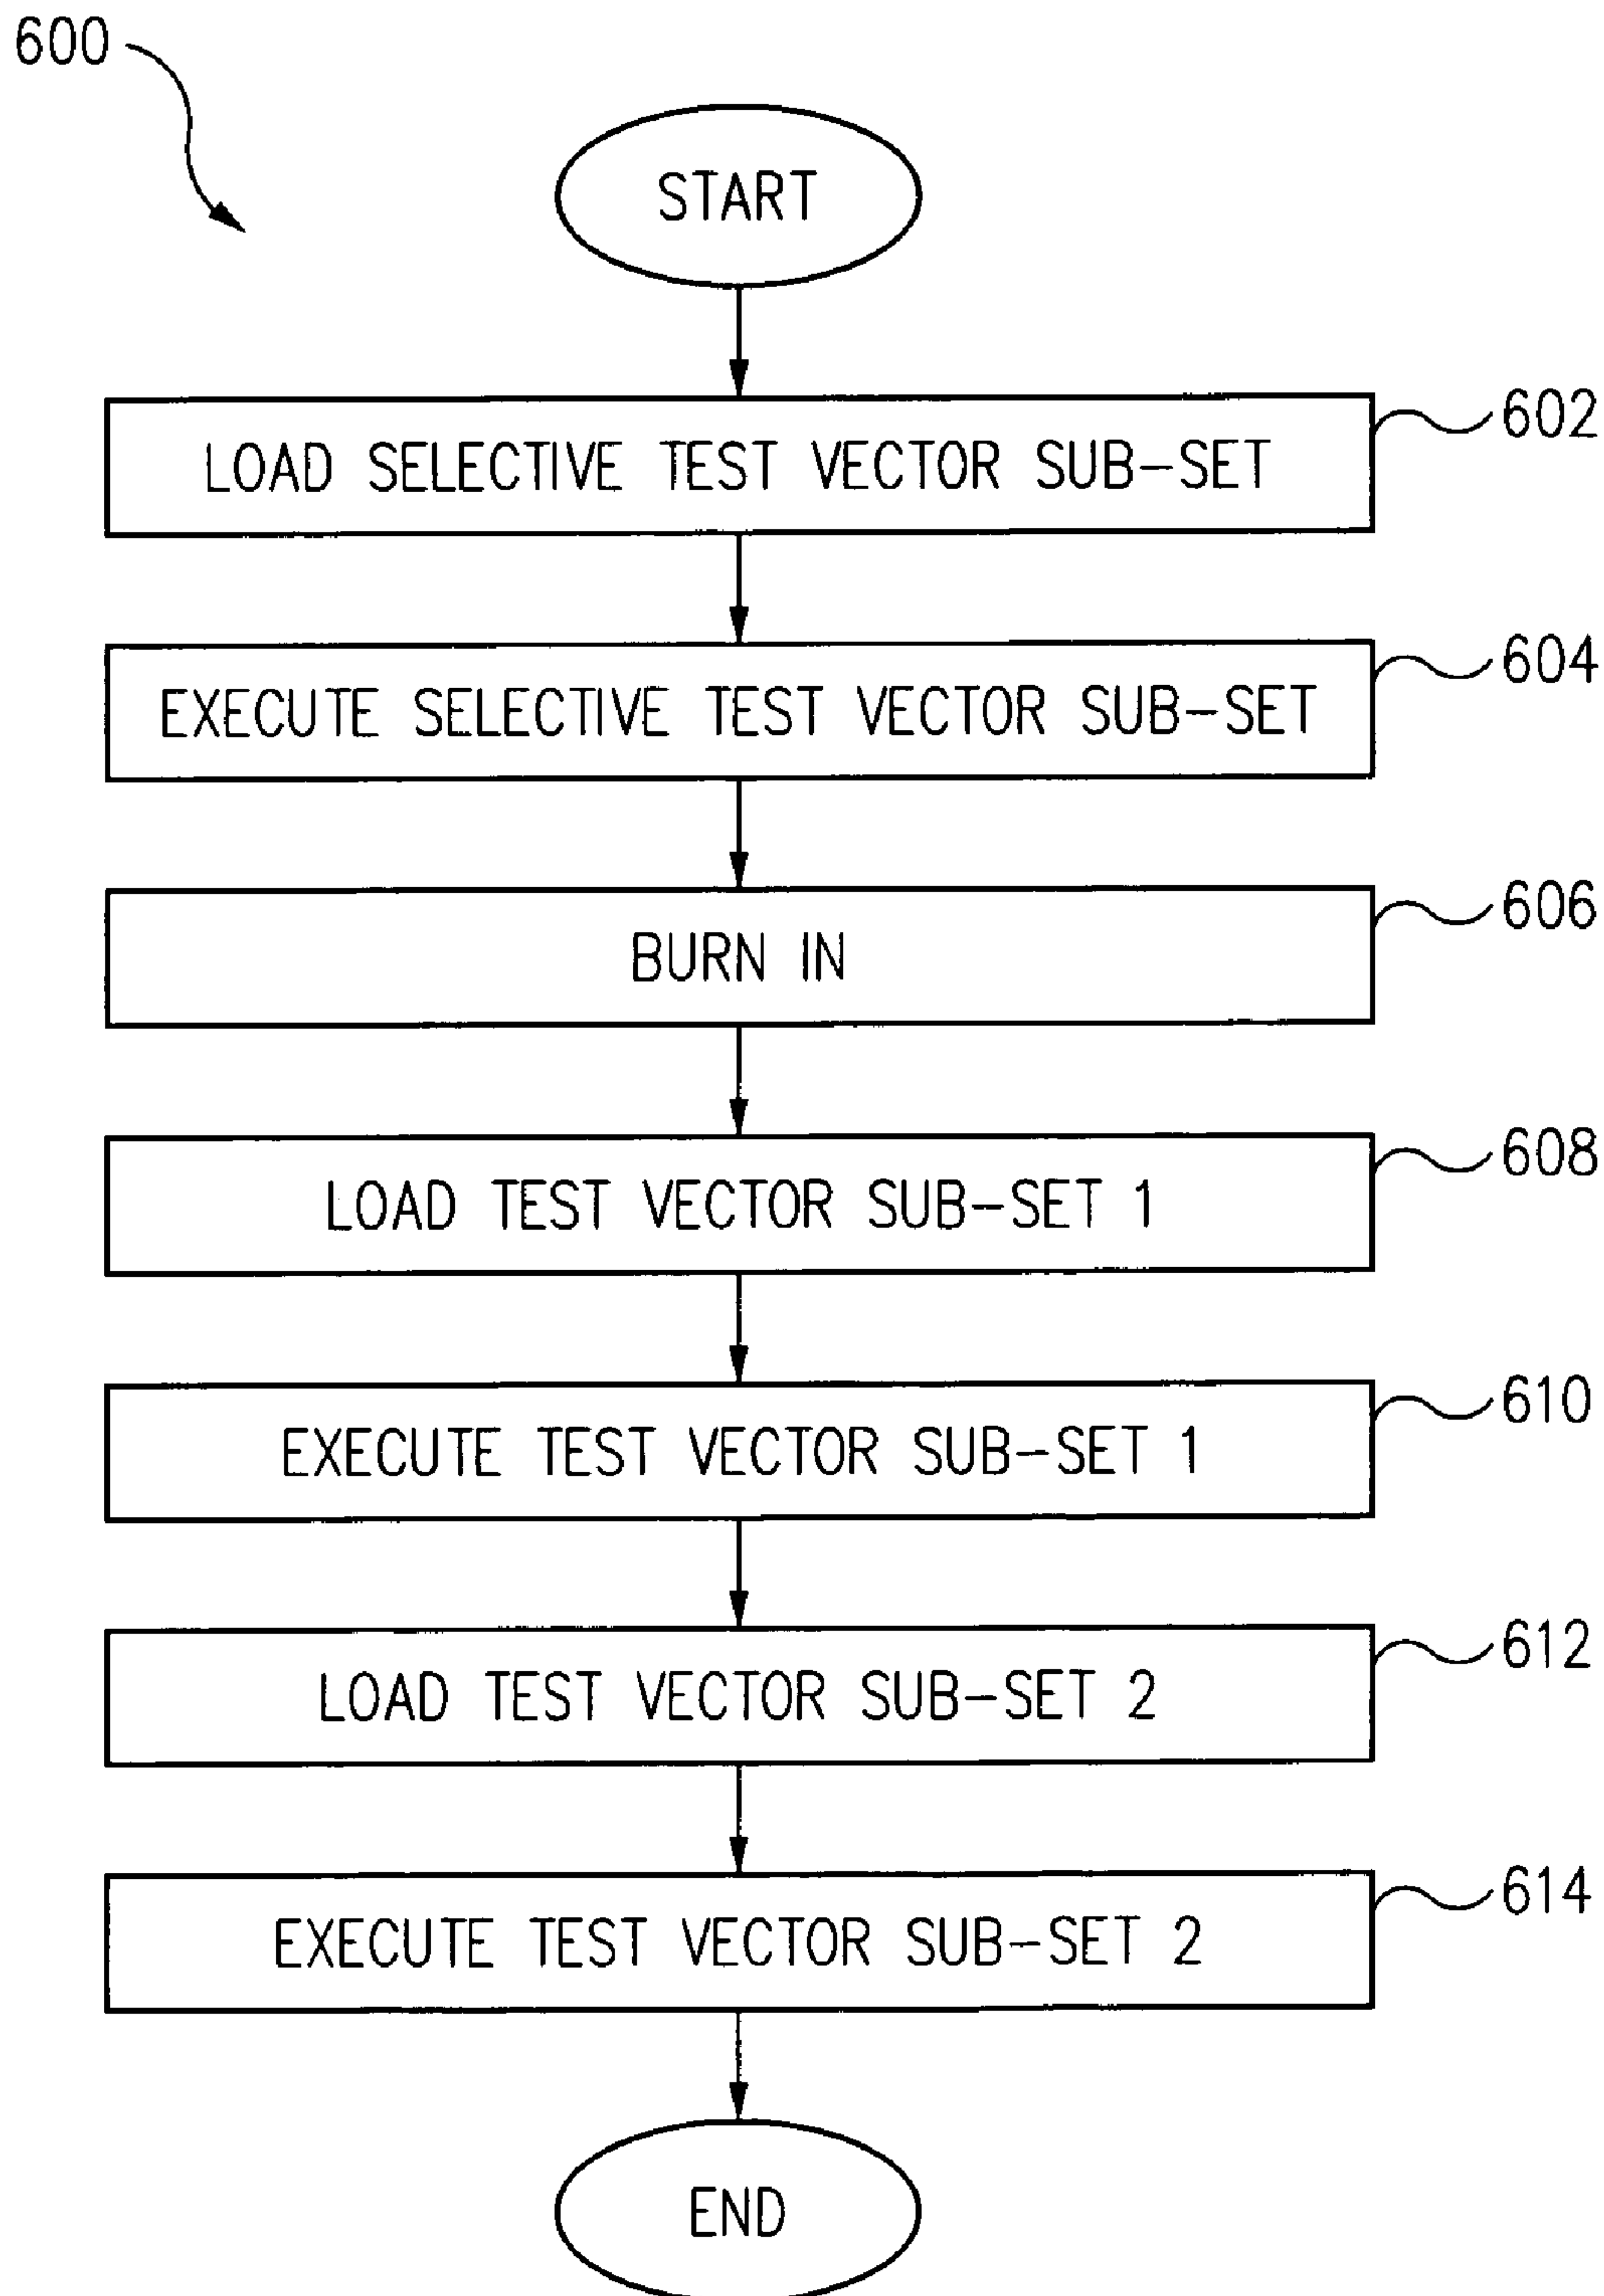 600
START
LOAD SELECTIVE TEST VECTOR SUB-SET
602
EXECUTE SELECTIVE TEST VECTOR SUB-SET
604
BURN IN
606
LOAD TEST VECTOR SUB-SET 1
608
EXECUTE TEST VECTOR SUB-SET 1
610
LOAD TEST VECTOR SUB-SET 2
612
EXECUTE TEST VECTOR SUB-SET 2
614
END